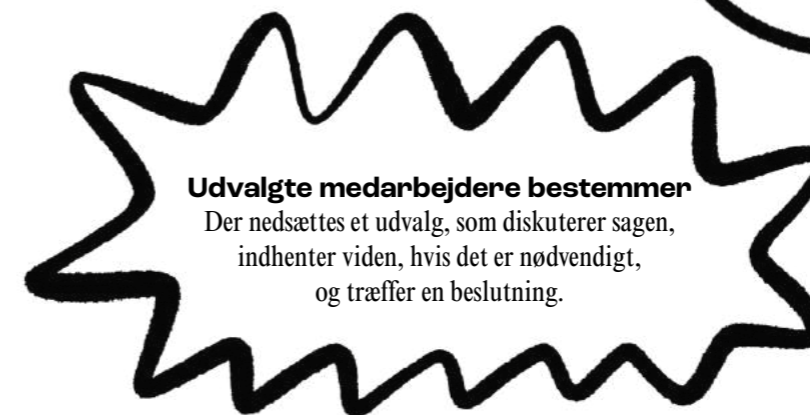 Udvalgte medarbejdere bestemmer
Der nedsættes et udvalg, som diskuterer sagen,
indhenter viden, hvis det er nødvendigt,
og træffer en beslutning.